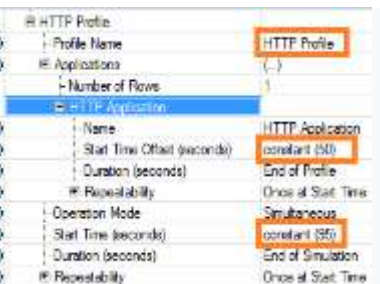 HTTP Profile
Profile Name HTTP Profile
Applications (...)
Number of Rows 1
HTTP Application
Name HTTP Application
Start Time Offset (seconds) constant (50)
Duration (seconds) End of Profile
Repeatability Once at Start Time
Operation Mode Simultaneous
Start Time (seconds) constant (95)
Duration (seconds) End of Simulation
Repeatability Once at Start Time